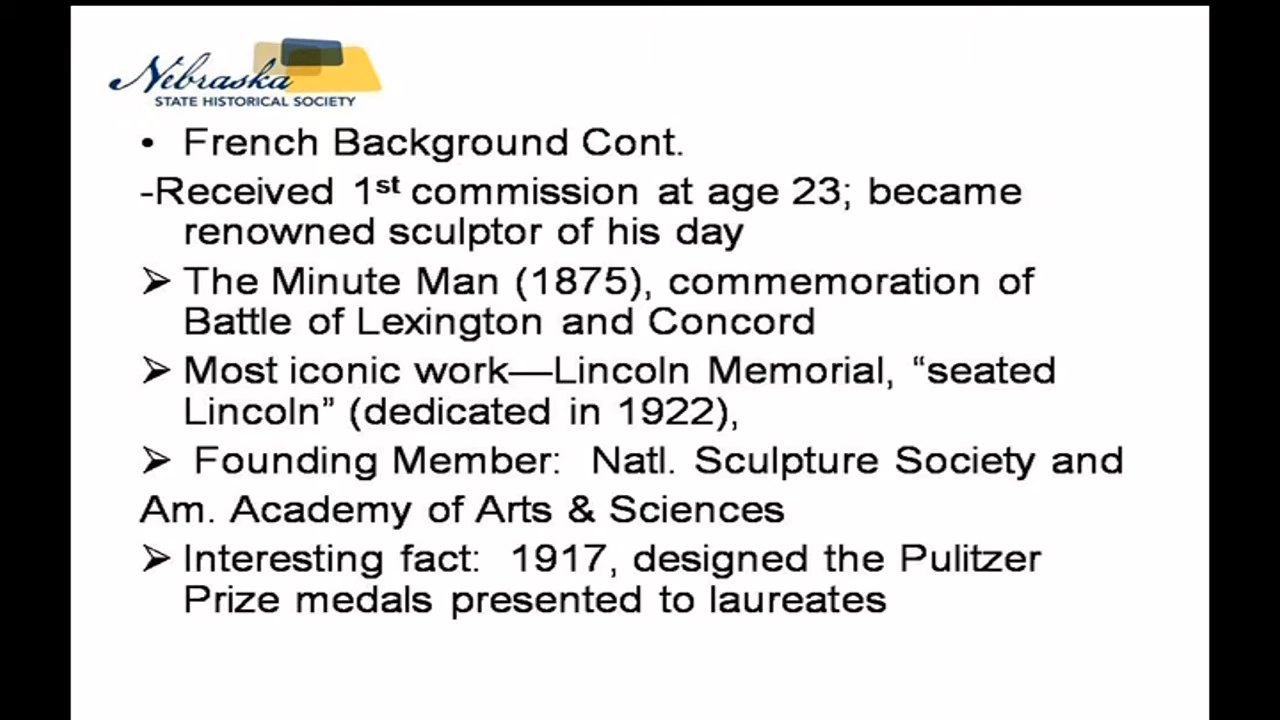 Nebraska
STATE HISTORICAL SOCIETY
• French Background Cont.
-Received 1st commission at age 23; became
renowned sculptor of his day
➢ The Minute Man (1875), commemoration of
Battle of Lexington and Concord
➢ Most iconic work—Lincoln Memorial, “seated
Lincoln” (dedicated in 1922),
➢ Founding Member: Natl. Sculpture Society and
Am. Academy of Arts & Sciences
➢ Interesting fact: 1917, designed the Pulitzer
Prize medals presented to laureates